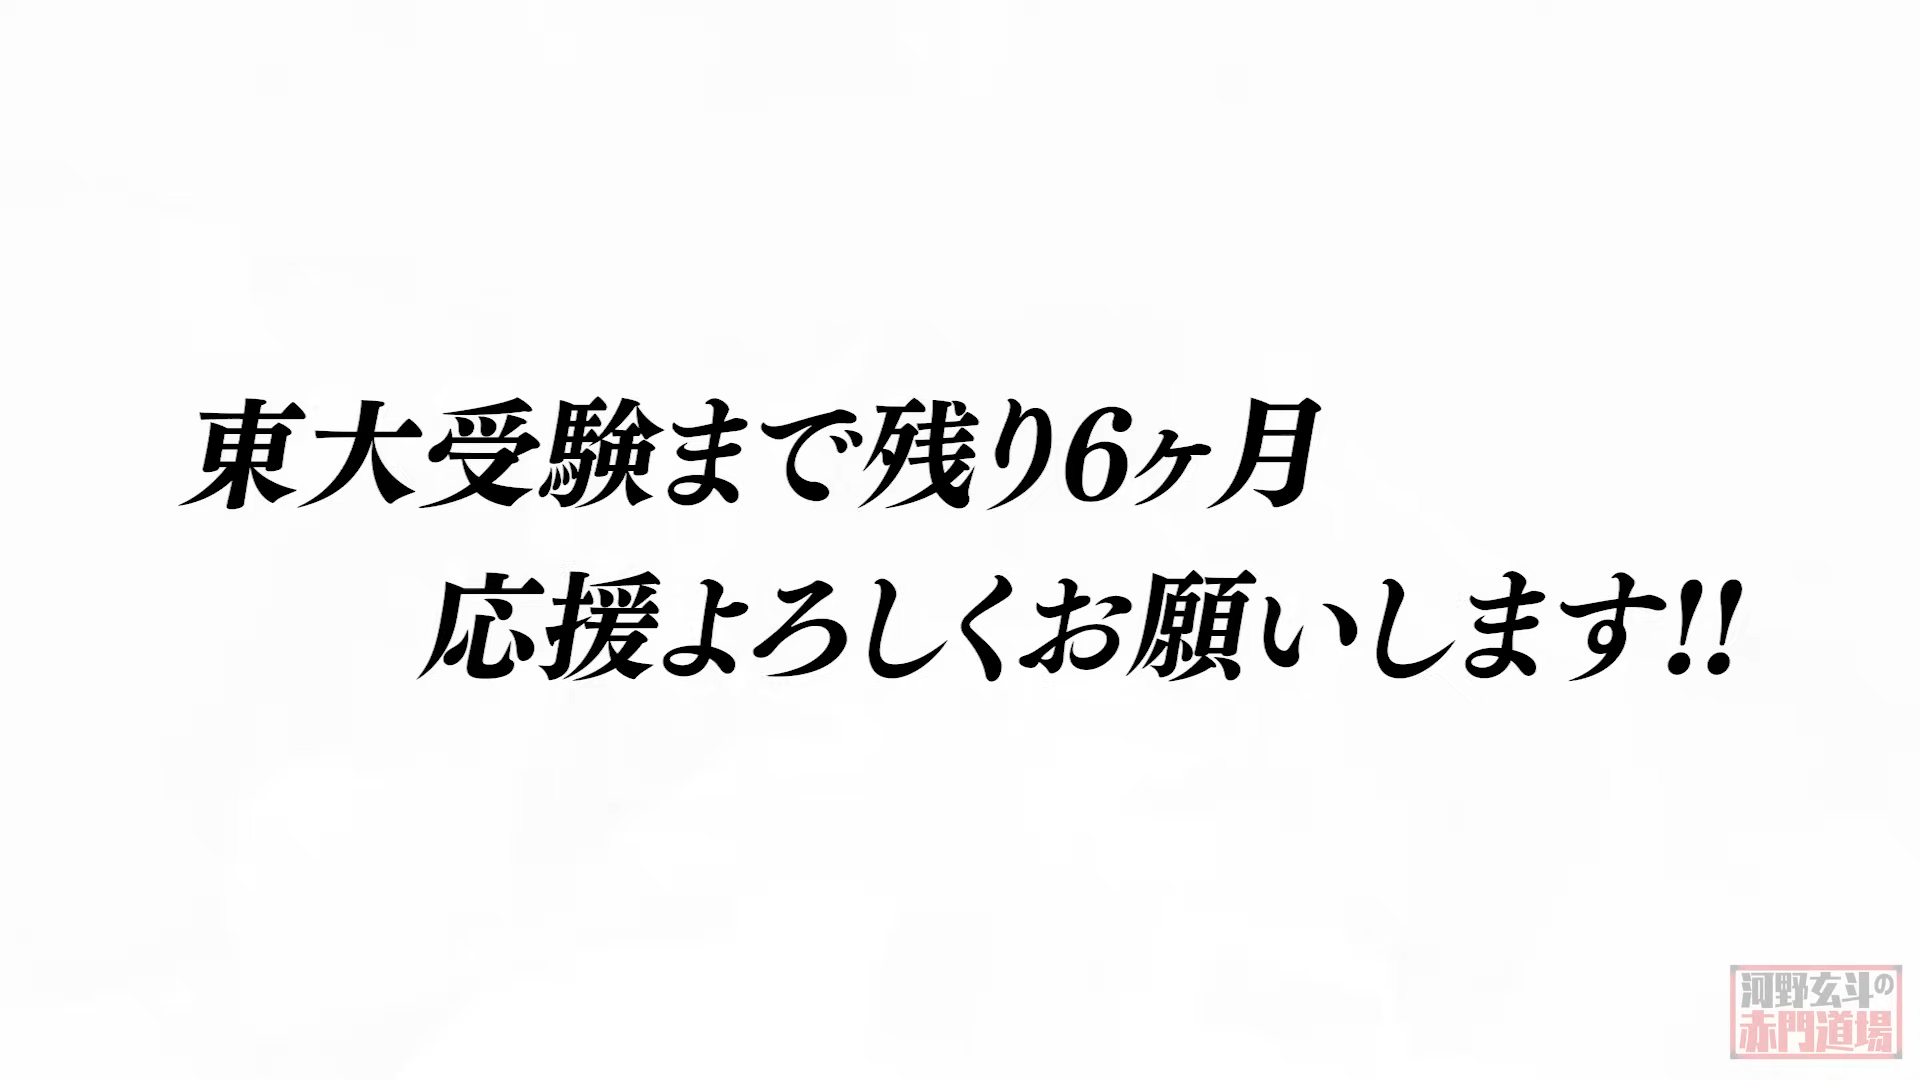 東大受験まで残り6ヶ月
応援よろしくお願いします!!
河野玄斗の
赤門道場